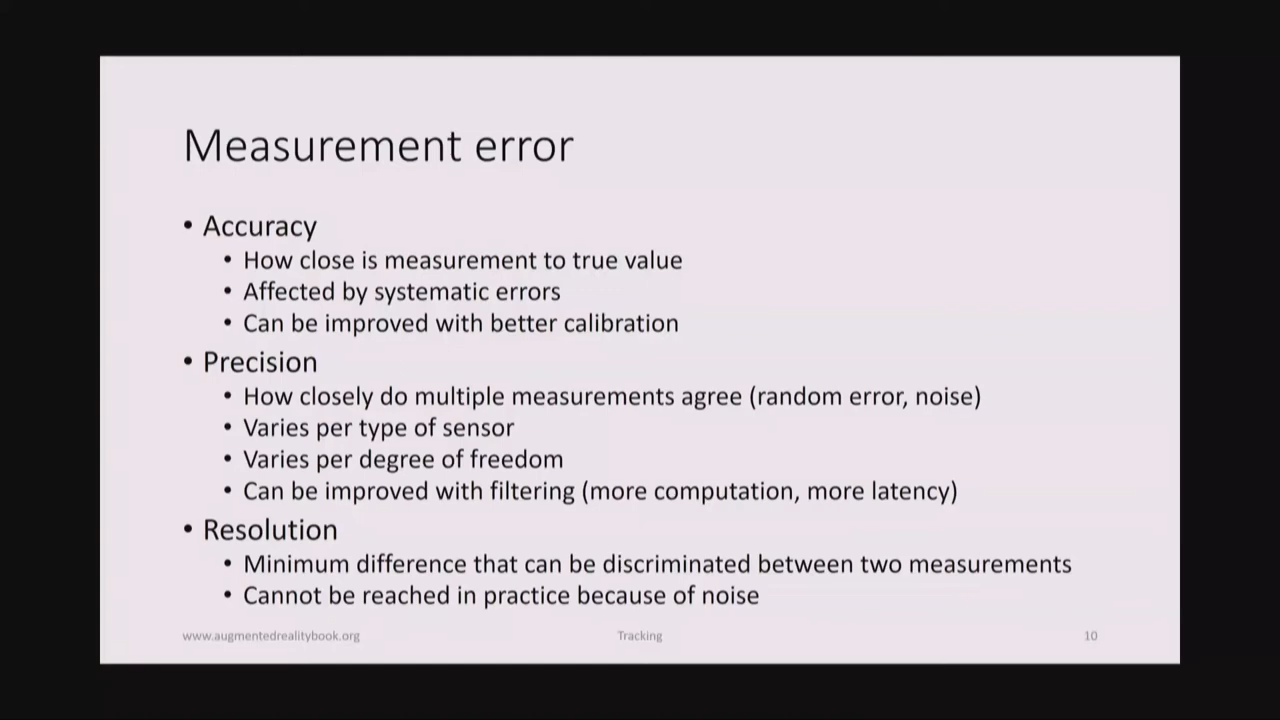 Measurement error
• Accuracy
• How close is measurement to true value
• Affected by systematic errors
• Can be improved with better calibration
• Precision
• How closely do multiple measurements agree (random error, noise)
• Varies per type of sensor
• Varies per degree of freedom
• Can be improved with filtering (more computation, more latency)
• Resolution
• Minimum difference that can be discriminated between two measurements
• Cannot be reached in practice because of noise
www.augmentedrealitybook.org Tracking 10